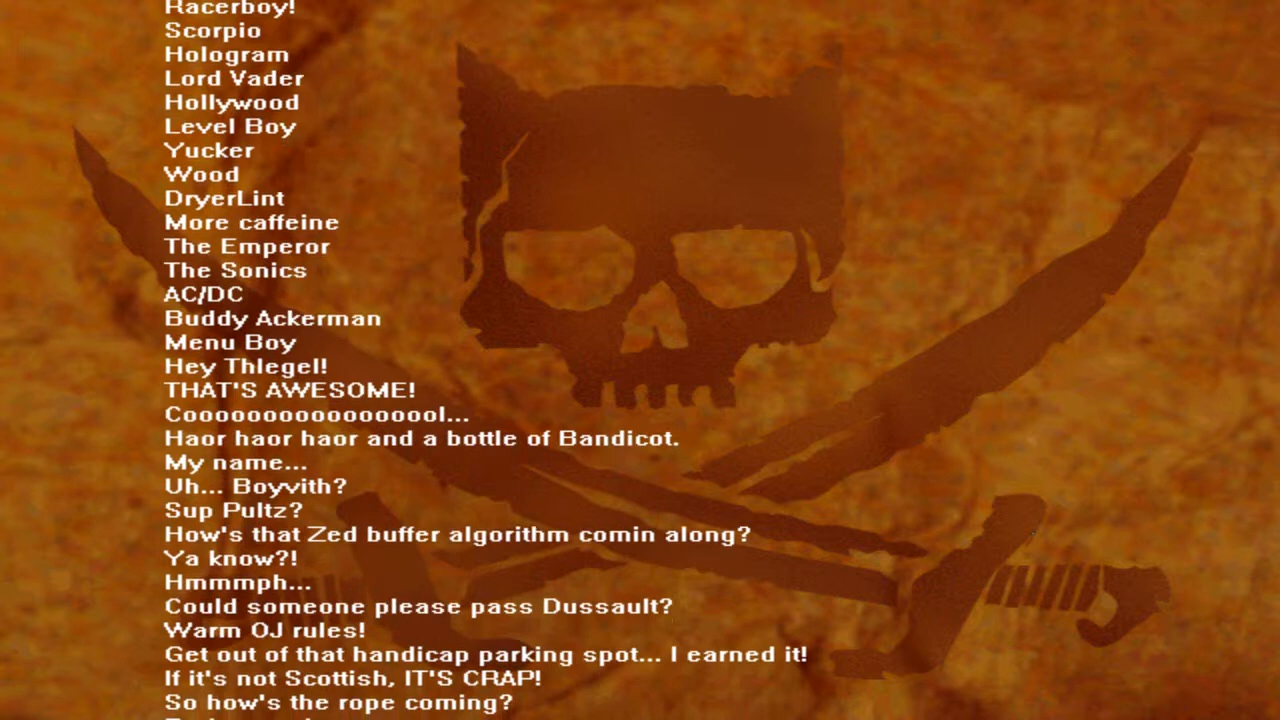 Racerboy!
Scorpio
Hologram
Lord Vader
Hollywood
Level Boy
Yucker
Wood
DryerLint
More caffeine
The Emperor
The Sonics
AC/DC
Buddy Ackerman
Menu Boy
Hey Thlegel!
THAT'S AWESOME!
Cooooooooooooooool...
Haor haor haor and a bottle of Bandicot.
My name...
Uh... Boyvith?
Sup Pultz?
How's that Zed buffer algorithm comin along?
Ya know?!
Hmmmph...
Could someone please pass Dussault?
Warm OJ rules!
Get out of that handicap parking spot... I earned it!
If it's not Scottish, IT'S CRAP!
So how's the rope coming?